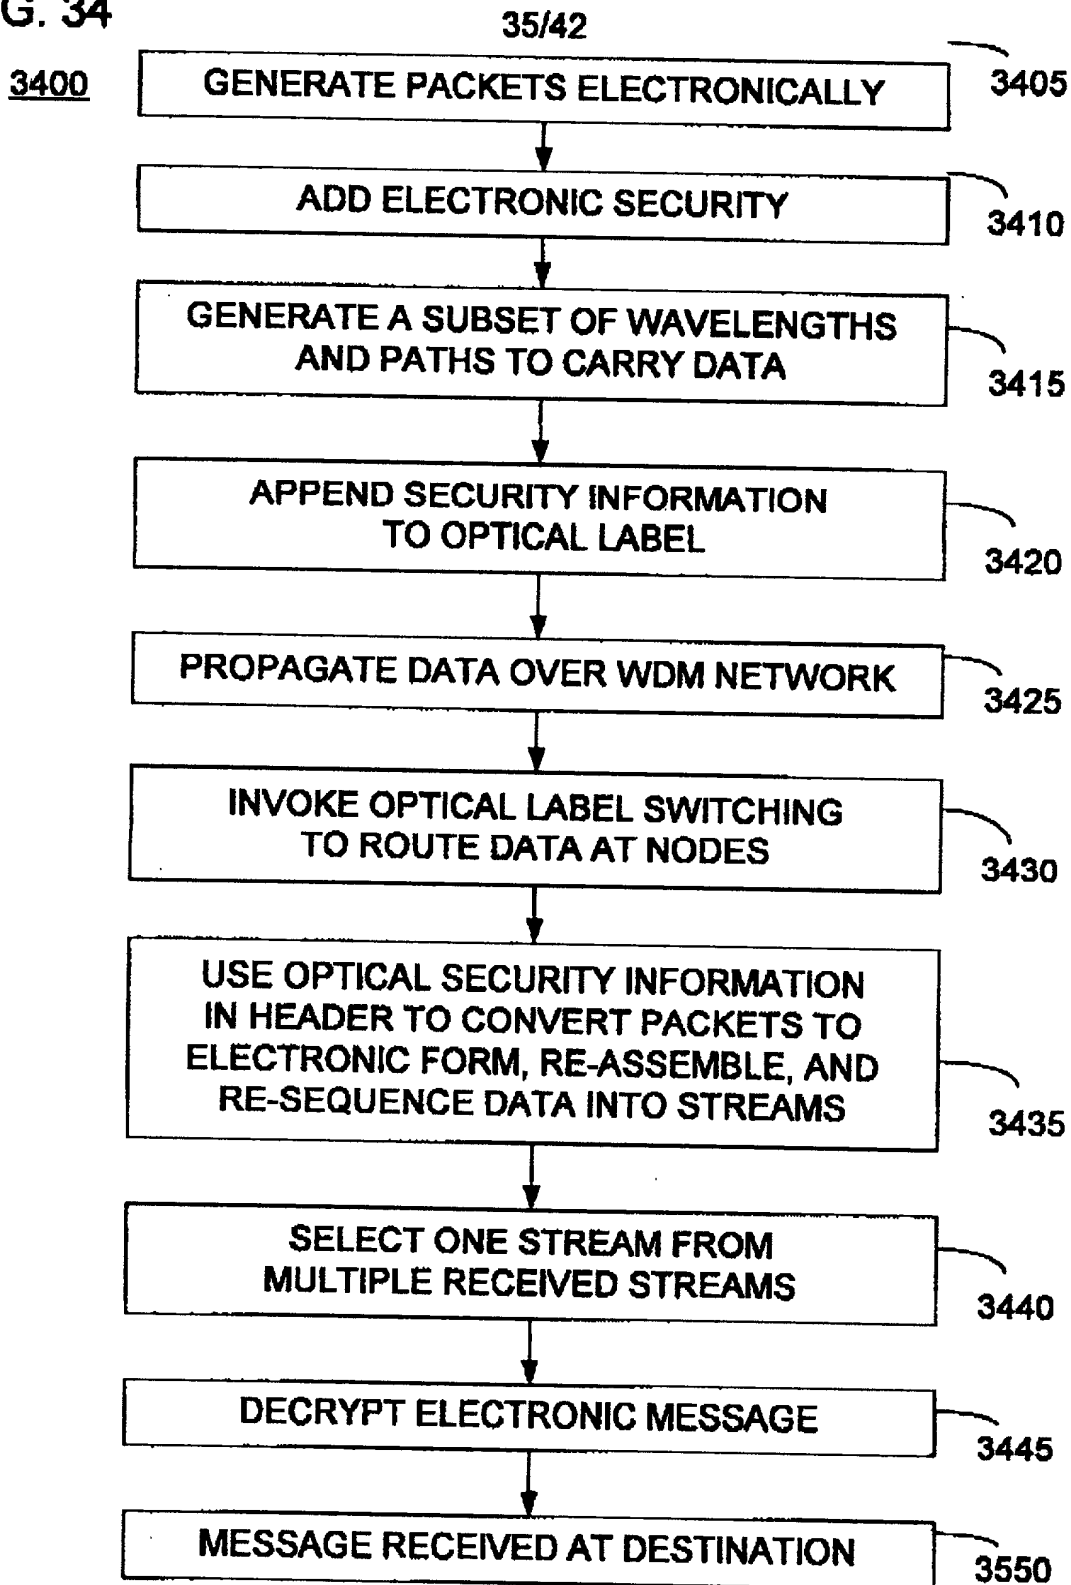 G. 34
35/42
3400
GENERATE PACKETS ELECTRONICALLY
3405
ADD ELECTRONIC SECURITY
3410
GENERATE A SUBSET OF WAVELENGTHS
AND PATHS TO CARRY DATA
3415
APPEND SECURITY INFORMATION
TO OPTICAL LABEL
3420
PROPAGATE DATA OVER WDM NETWORK
3425
INVOKE OPTICAL LABEL SWITCHING
TO ROUTE DATA AT NODES
3430
USE OPTICAL SECURITY INFORMATION
IN HEADER TO CONVERT PACKETS TO
ELECTRONIC FORM, RE-ASSEMBLE, AND
RE-SEQUENCE DATA INTO STREAMS
3435
SELECT ONE STREAM FROM
MULTIPLE RECEIVED STREAMS
3440
DECRYPT ELECTRONIC MESSAGE
3445
MESSAGE RECEIVED AT DESTINATION
3550